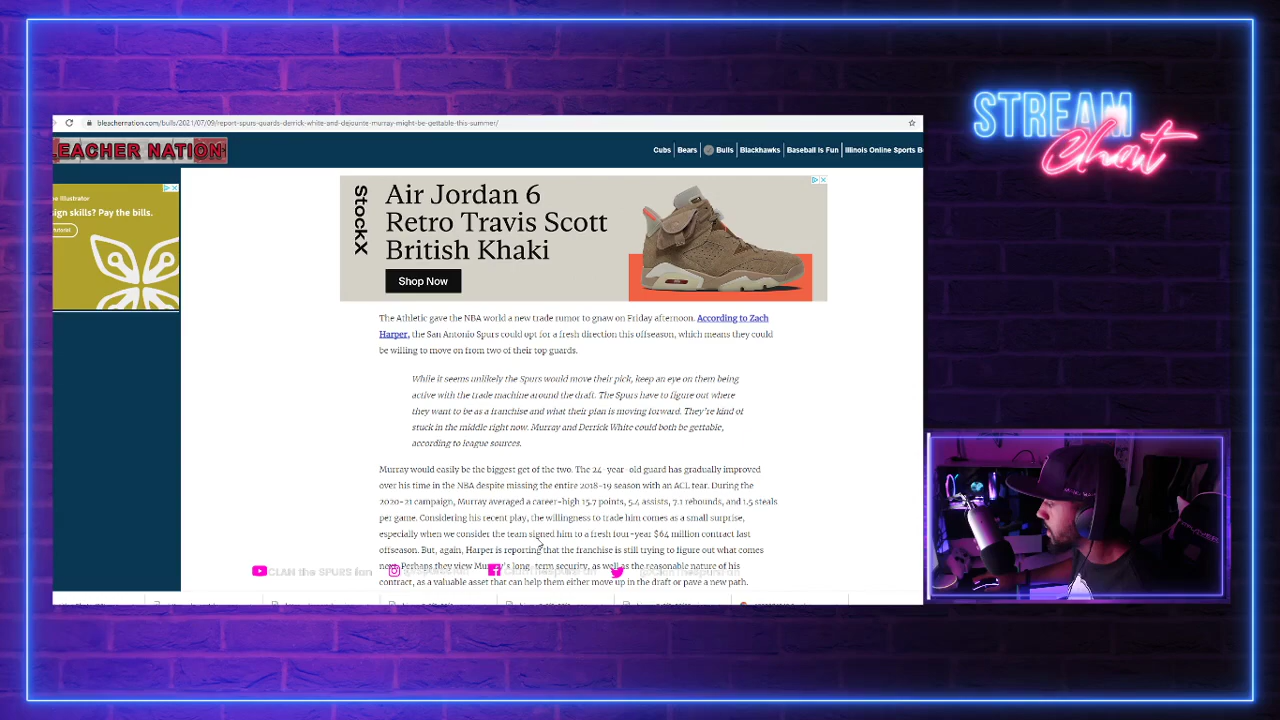 STREAM
Chat
bleachernation.com/bulls/2021/07/09/report-spurs-guards-derrick-white-and-dejounte-murray-might-be-gettable-this-summer/
LEACHER NATION
Cubs Bears Bulls Blackhawks Baseball Is Fun Illinois Online Sports B
e Illustrator
ign skills? Pay the bills.
StockX
Air Jordan 6
Retro Travis Scott
British Khaki
Shop Now
The Athletic gave the NBA world a new trade rumor to gnaw on Friday afternoon. According to Zach
Harper, the San Antonio Spurs could opt for a fresh direction this offseason, which means they could
be willing to move on from two of their top guards.
While it seems unlikely the Spurs would move their pick, keep an eye on them being
active with the trade machine around the draft. The Spurs have to figure out where
they want to be as a franchise and what their plan is moving forward. They're kind of
stuck in the middle right now. Murray and Derrick White could both be gettable,
according to league sources.
Murray would easily be the biggest get of the two. The 24-year-old guard has gradually improved
over his time in the NBA despite missing the entire 2018-19 season with an ACL tear. During the
2020-21 campaign, Murray averaged a career-high 15.7 points, 5.4 assists, 7.1 rebounds, and 1.5 steals
per game. Considering his recent play, the willingness to trade him comes as a small surprise,
especially when we consider the team signed him to a fresh four-year $64 million contract last
offseason. But, again, Harper is reporting that the franchise is still trying to figure out what comes
Perhaps they view Murray's long-term security, as well as the reasonable nature of his
contract, as a valuable asset that can help them either move up in the draft or pave a new path.
the SPURS fan